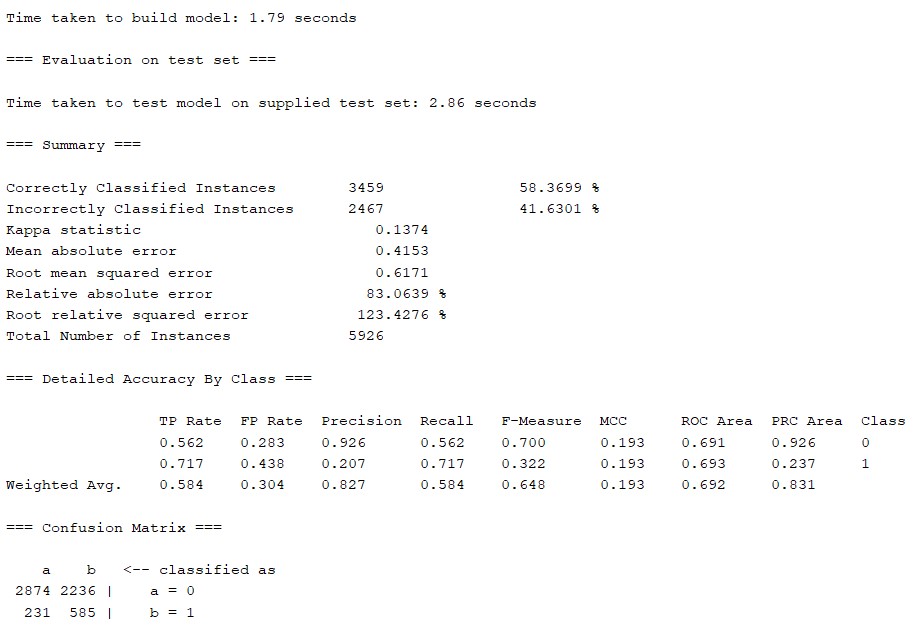 Time taken to build model: 1.79 seconds
=== Evaluation on test set ===
Time taken to test model on supplied test set: 2.86 seconds
=== Summary ===
Correctly Classified Instances 3459 58.3699 %
Incorrectly Classified Instances 2467 41.6301 %
Kappa statistic 0.1374
Mean absolute error 0.4153
Root mean squared error 0.6171
Relative absolute error 83.0639 %
Root relative squared error 123.4276 %
Total Number of Instances 5926
=== Detailed Accuracy By Class ===
TP Rate FP Rate Precision Recall F-Measure MCC ROC Area PRC Area Class
0.562 0.283 0.926 0.562 0.700 0.193 0.691 0.926 0
0.717 0.438 0.207 0.717 0.322 0.193 0.693 0.237 1
Weighted Avg. 0.584 0.304 0.827 0.584 0.648 0.193 0.692 0.831
=== Confusion Matrix ===
a b <-- classified as
2874 2236 | a = 0
231 585 | b = 1